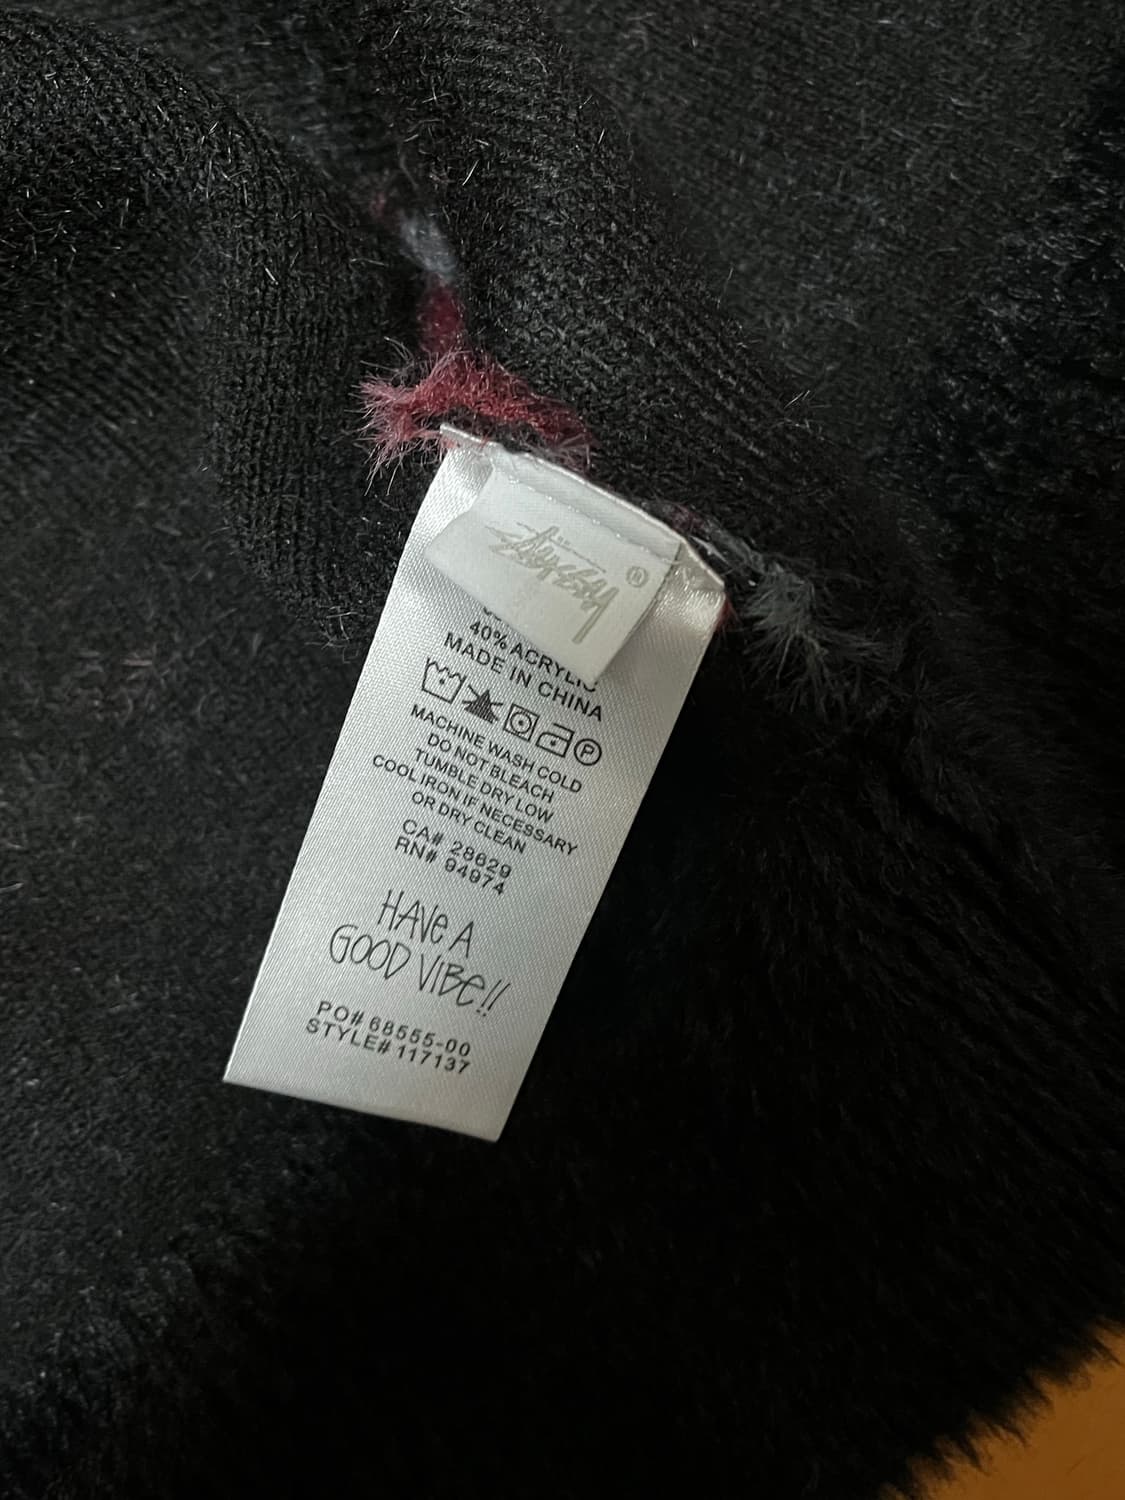 Stüssy ®
40% ACRYLIC
MADE IN CHINA
P
MACHINE WASH COLD
DO NOT BLEACH
TUMBLE DRY LOW
COOL IRON IF NECESSARY
OR DRY CLEAN
CA# 28629
RN# 94974
HAVE A
GOOD VIBE!!
PO# 68555-00
STYLE# 117137